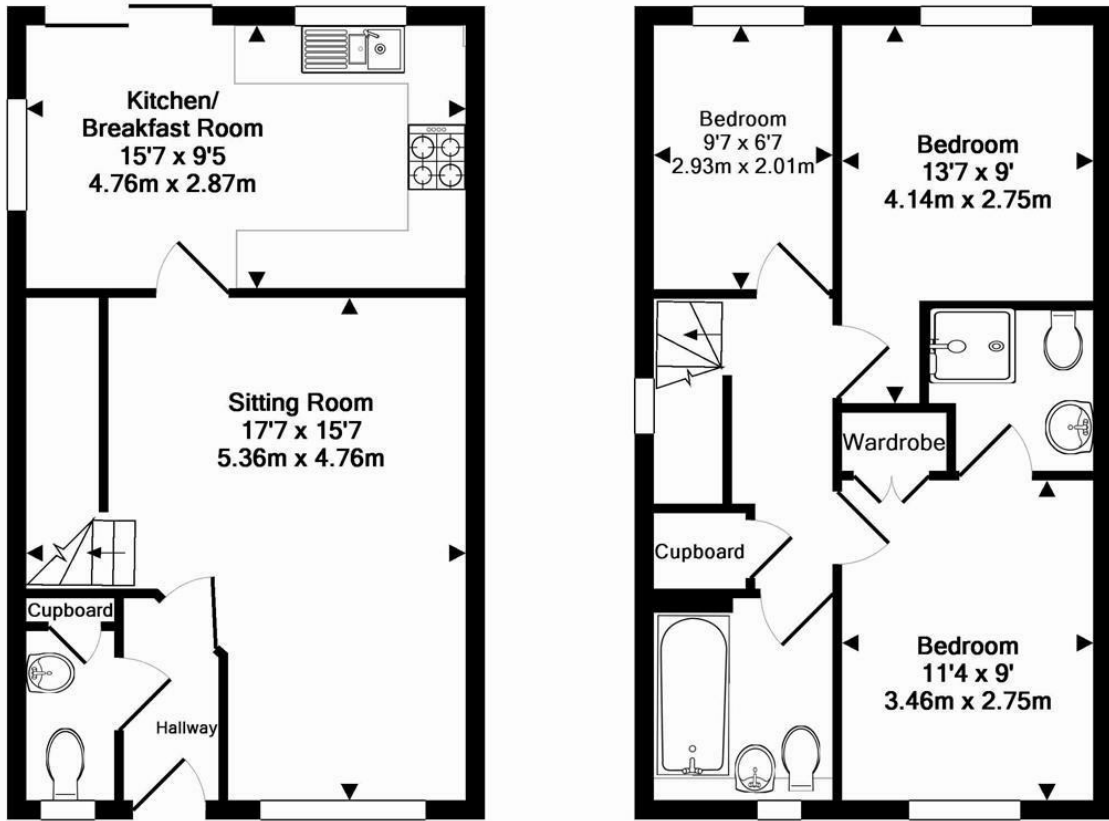 Kitchen/
Breakfast Room
15'7 x 9'5
4.76m x 2.87m
Sitting Room
17'7 x 15'7
5.36m x 4.76m
Cupboard
Hallway
Bedroom
9'7 x 6'7
2.93m x 2.01m
Bedroom
13'7 x 9'
4.14m x 2.75m
Wardrobe
Cupboard
Bedroom
11'4 x 9'
3.46m x 2.75m